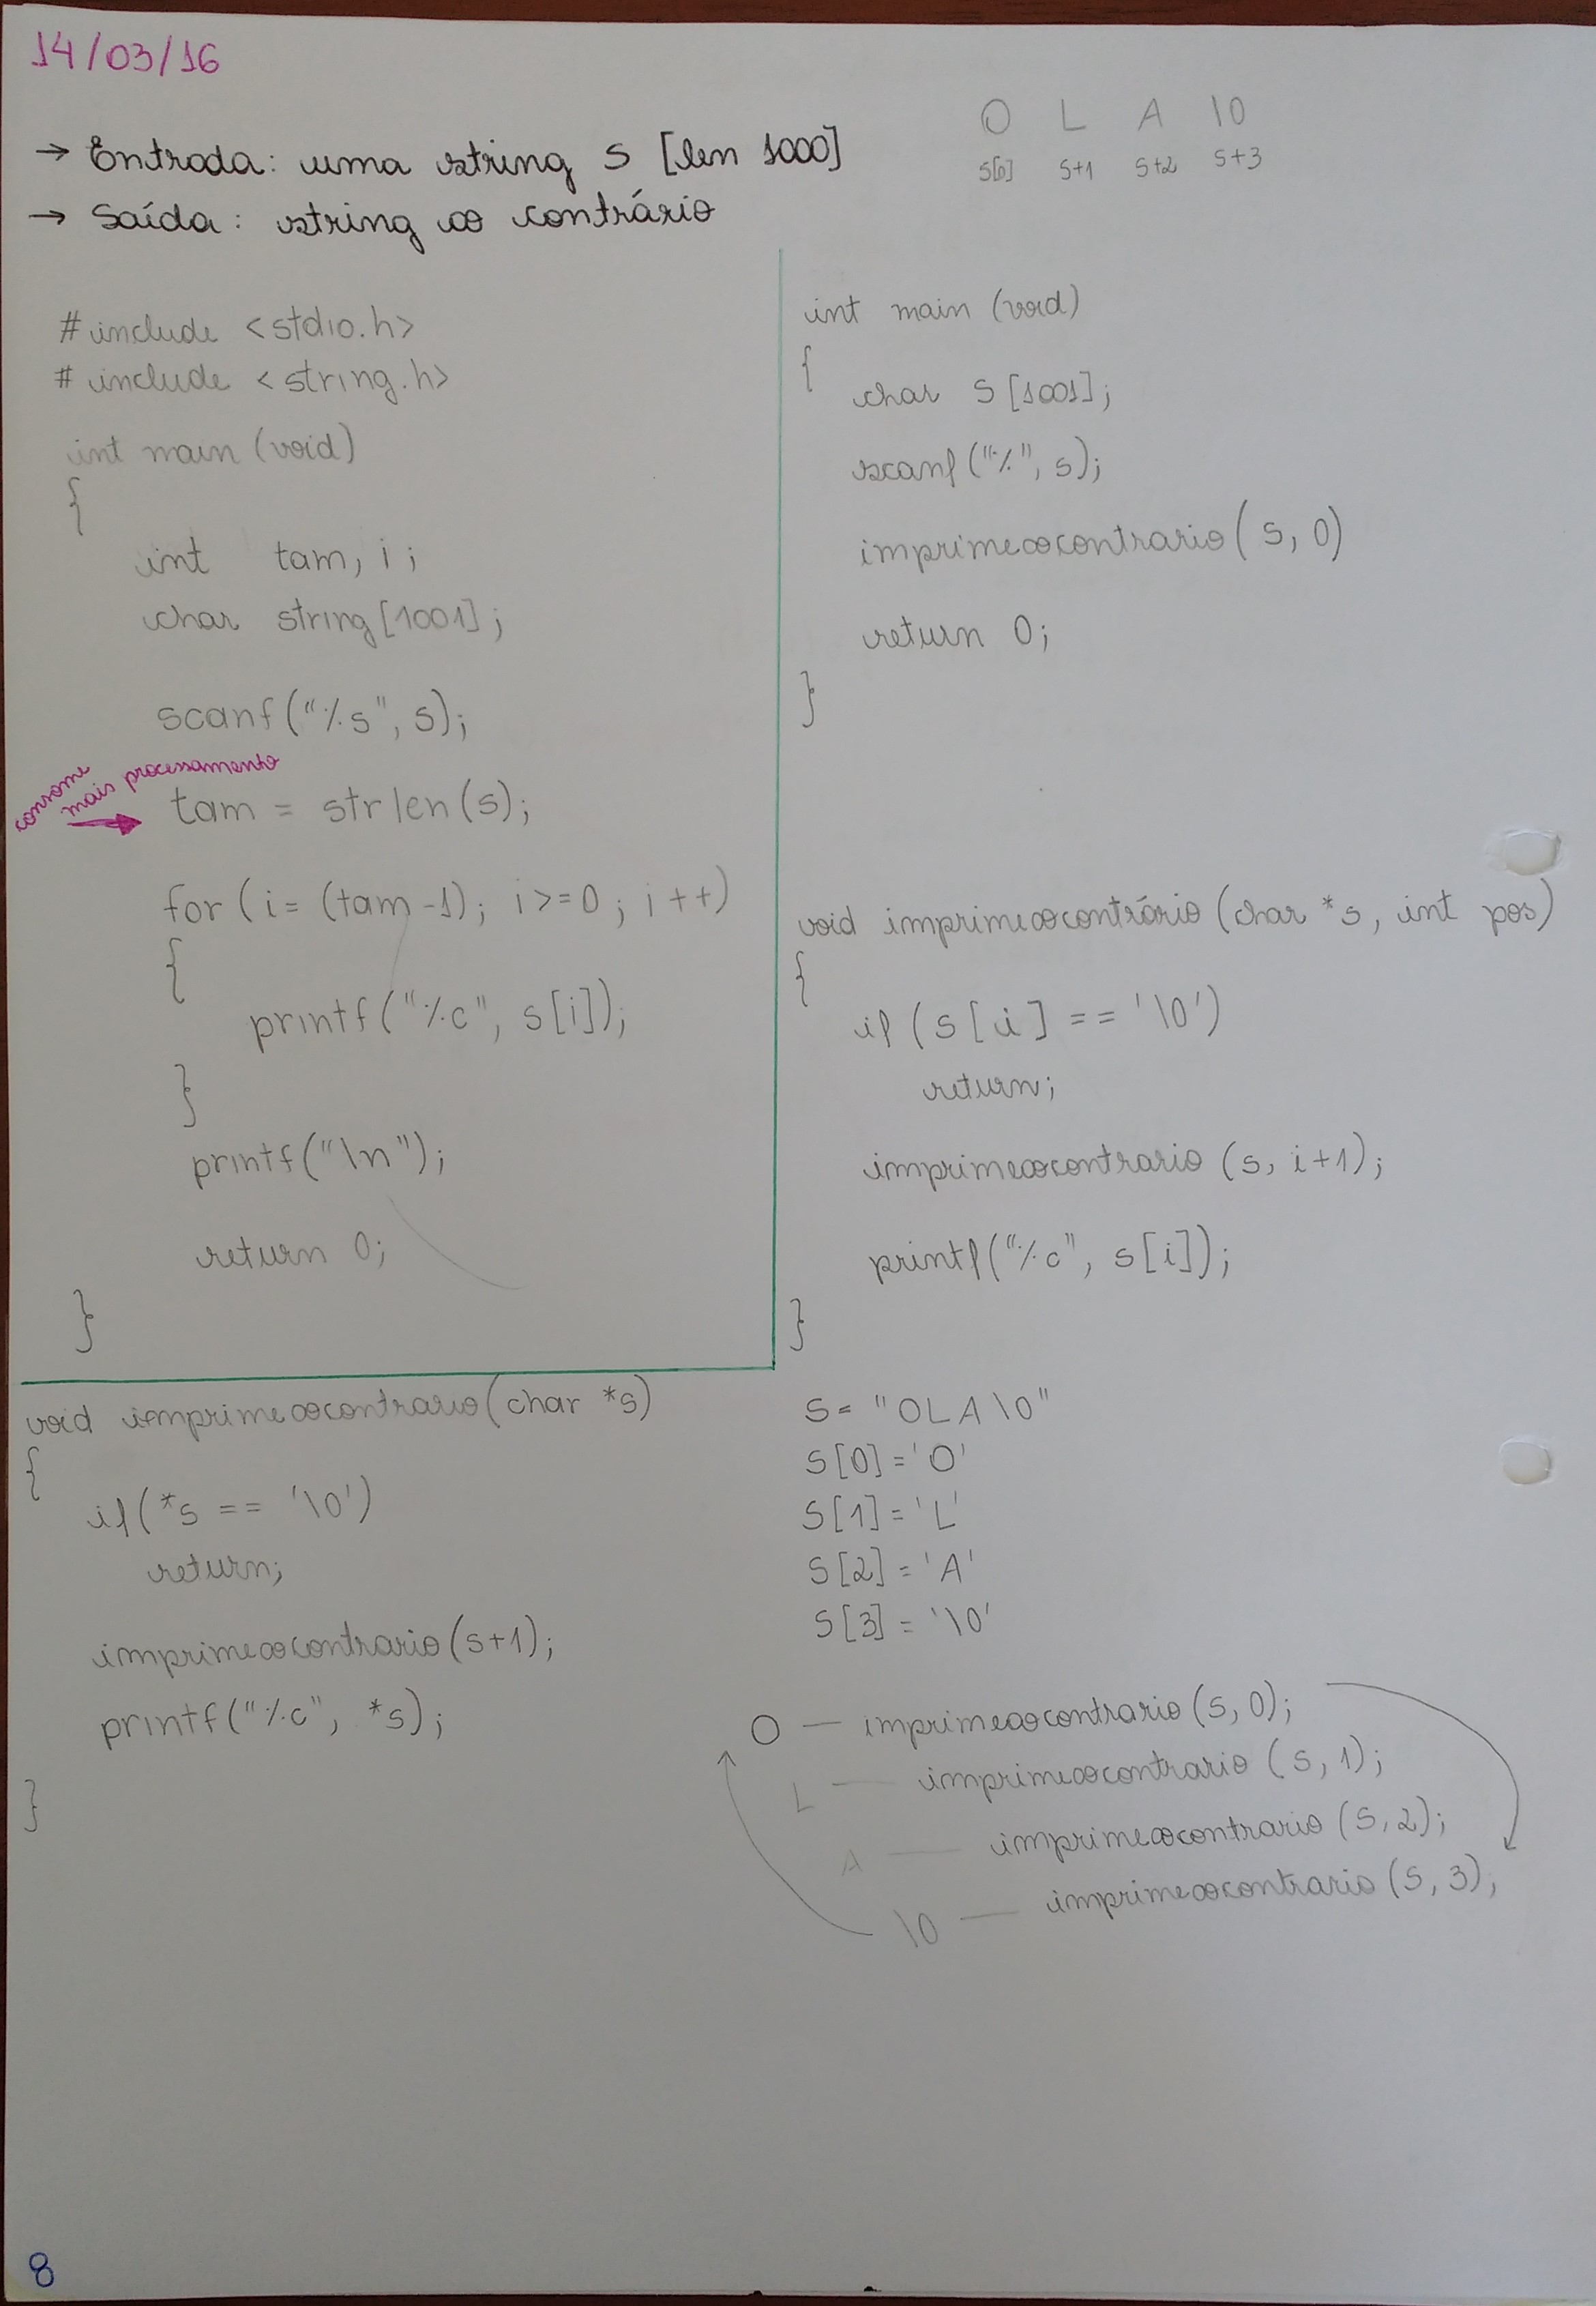 14/03/16
→ Entrada: uma string s [len 1000]
→ Saída: string ao contrário
O L A \0
s[0] s+1 s+2 s+3
#include <stdio.h>
#include <string.h>
int main (void)
{
int tam, i;
char string[1001];
scanf("%s", s);
consome
mais processamento
→ tam = strlen(s);
for (i= (tam-1); i>=0; i++)
{
printf("%c", s[i]);
}
printf("\n");
return 0;
}
int main (void)
{
char s[1001];
scanf("%", s);
imprimeaocontrario(s, 0)
return 0;
}
void imprimeaocontrário (char *s, int pos)
{
if (s[i] == '\0')
return;
imprimeaocontrario (s, i+1);
printf("%c", s[i]);
}
void imprimeaocontrario(char *s)
{
if(*s == '\0')
return;
imprimeaocontrario(s+1);
printf("%c", *s);
}
S= "OLA\0"
S[0]='O'
S[1]='L'
S[2]='A'
S[3]='\0'
O — imprimeaocontrario(s, 0);
L — imprimeaocontrario (s, 1);
A — imprimeaocontrario (s, 2);
\0 — imprimeaocontrario (s, 3);
8